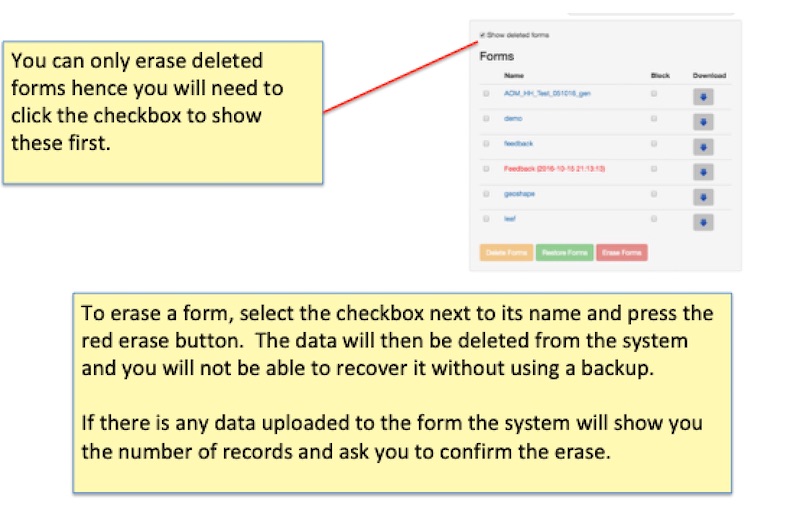 You can only erase deleted
forms hence you will need to
click the checkbox to show
these first.
Show deleted forms
Forms
Name Block Download
AOM_HH_Test_051016_gen
demo
feedback
Feedback (2016-10-15 21:13:13)
geoshape
leaf
Delete Forms Restore Forms Erase Forms
To erase a form, select the checkbox next to its name and press the
red erase button. The data will then be deleted from the system
and you will not be able to recover it without using a backup.
If there is any data uploaded to the form the system will show you
the number of records and ask you to confirm the erase.